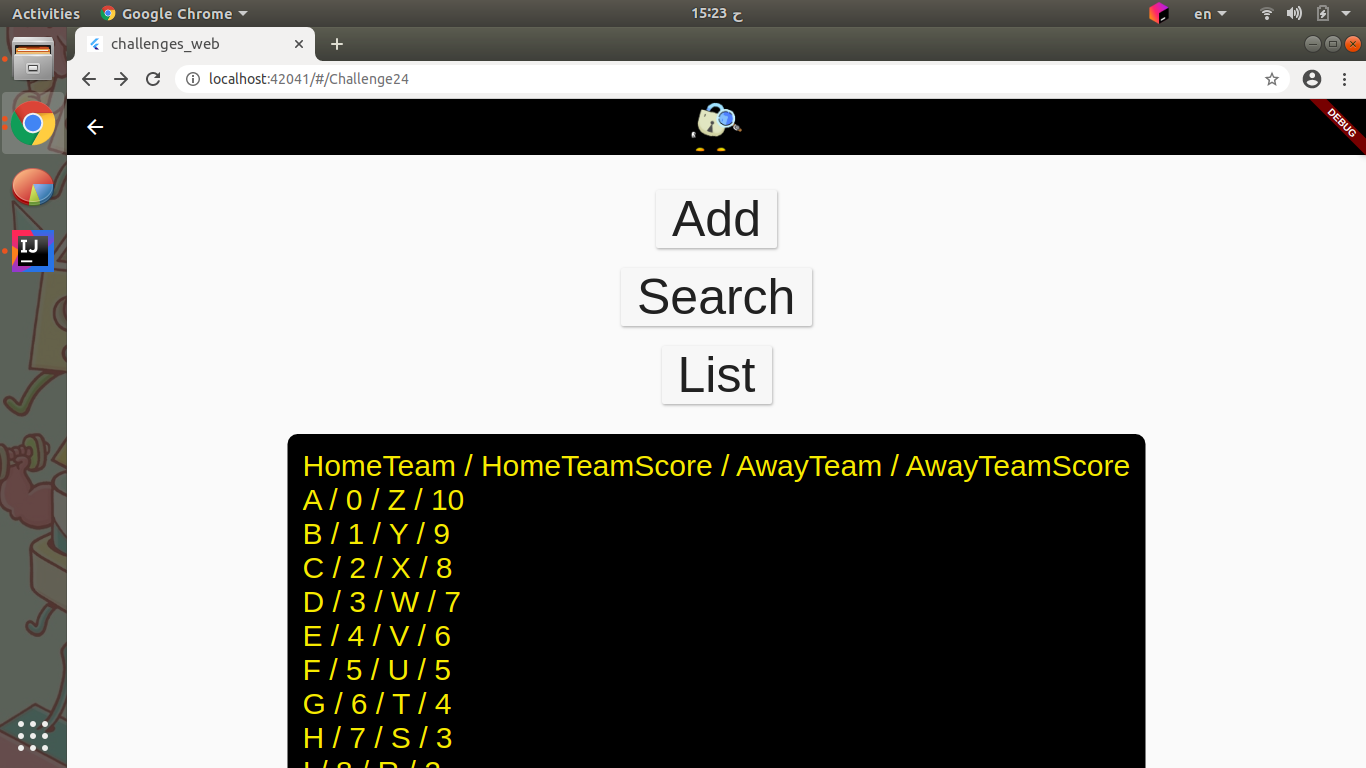 Activities
Google Chrome
15:23 ح
en
challenges_web
localhost:42041/#/Challenge24
DEBUG
IJ
Add
Search
List
HomeTeam / HomeTeamScore / AwayTeam / AwayTeamScore
A / 0 / Z / 10
B / 1 / Y / 9
C / 2 / X / 8
D / 3 / W / 7
E / 4 / V / 6
F / 5 / U / 5
G / 6 / T / 4
H / 7 / S / 3